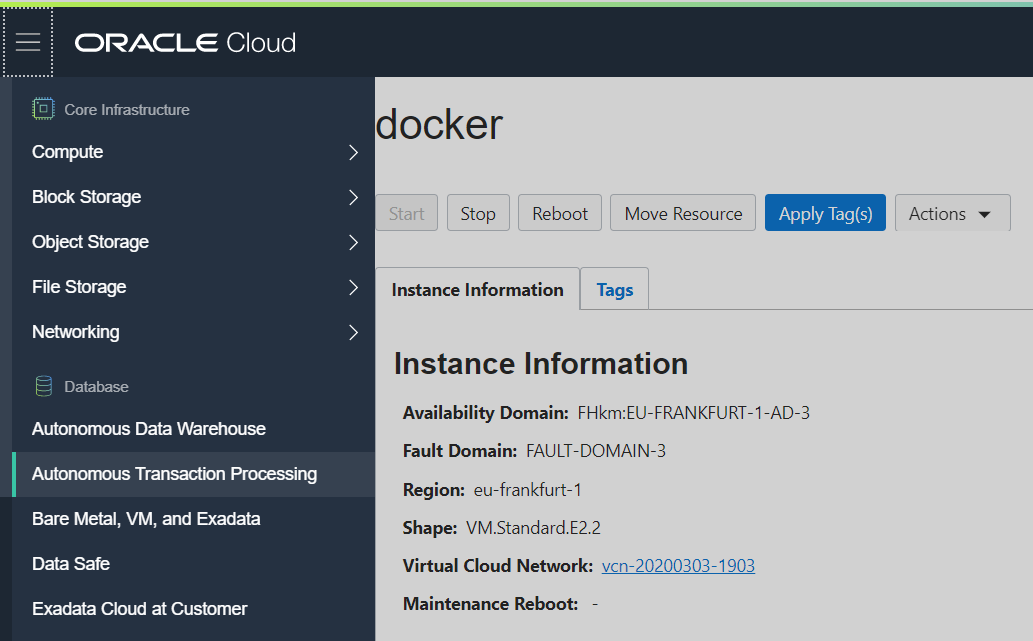 ORACLE Cloud
Core Infrastructure
Compute
Block Storage
Object Storage
File Storage
Networking
Database
Autonomous Data Warehouse
Autonomous Transaction Processing
Bare Metal, VM, and Exadata
Data Safe
Exadata Cloud at Customer
docker
Start Stop Reboot Move Resource Apply Tag(s) Actions
Instance Information Tags
Instance Information
Availability Domain: FHkm:EU-FRANKFURT-1-AD-3
Fault Domain: FAULT-DOMAIN-3
Region: eu-frankfurt-1
Shape: VM.Standard.E2.2
Virtual Cloud Network: vcn-20200303-1903
Maintenance Reboot: -